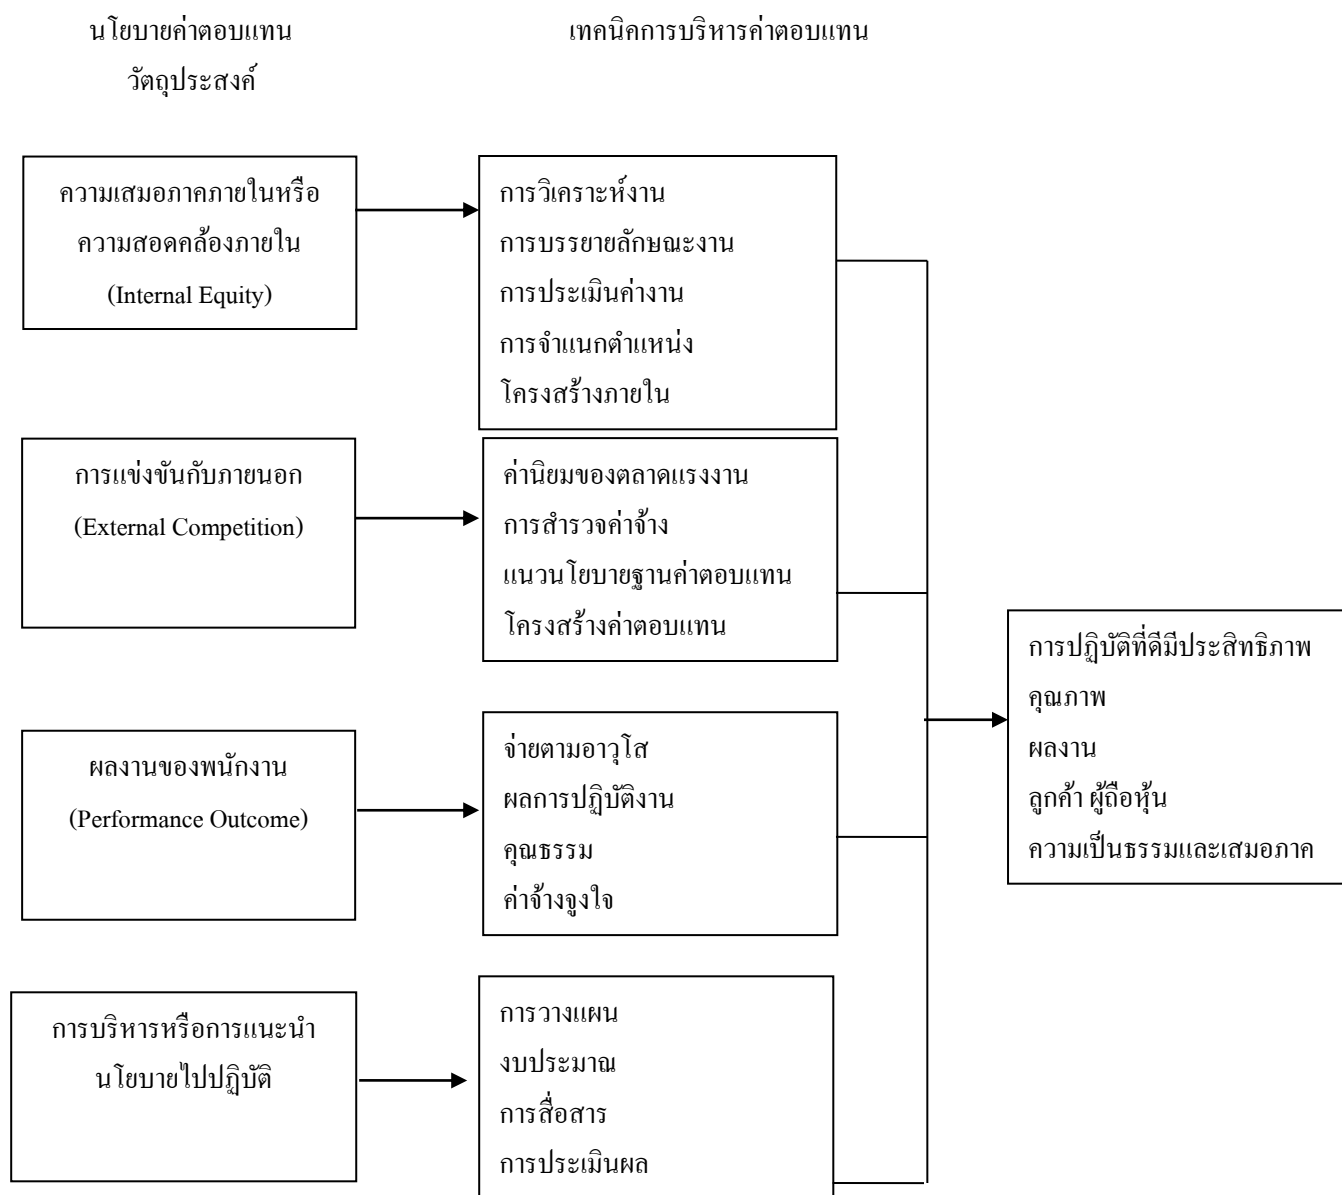 นโยบายค่าตอบแทน
วัตถุประสงค์
เทคนิคการบริหารค่าตอบแทน
ความเสมอภาคภายในหรือ
ความสอดคล้องภายใน
(Internal Equity)
การวิเคราะห์งาน
การบรรยายลักษณะงาน
การประเมินค่างาน
การจำแนกตำแหน่ง
โครงสร้างภายใน
การแข่งขันกับภายนอก
(External Competition)
ค่านิยมของตลาดแรงงาน
การสำรวจค่าจ้าง
แนวนโยบายฐานค่าตอบแทน
โครงสร้างค่าตอบแทน
ผลงานของพนักงาน
(Performance Outcome)
จ่ายตามอาวุโส
ผลการปฏิบัติงาน
คุณธรรม
ค่าจ้างจูงใจ
การบริหารหรือการแนะนำ
นโยบายไปปฏิบัติ
การวางแผน
งบประมาณ
การสื่อสาร
การประเมินผล
การปฏิบัติที่ดีมีประสิทธิภาพ
คุณภาพ
ผลงาน
ลูกค้า ผู้ถือหุ้น
ความเป็นธรรมและเสมอภาค